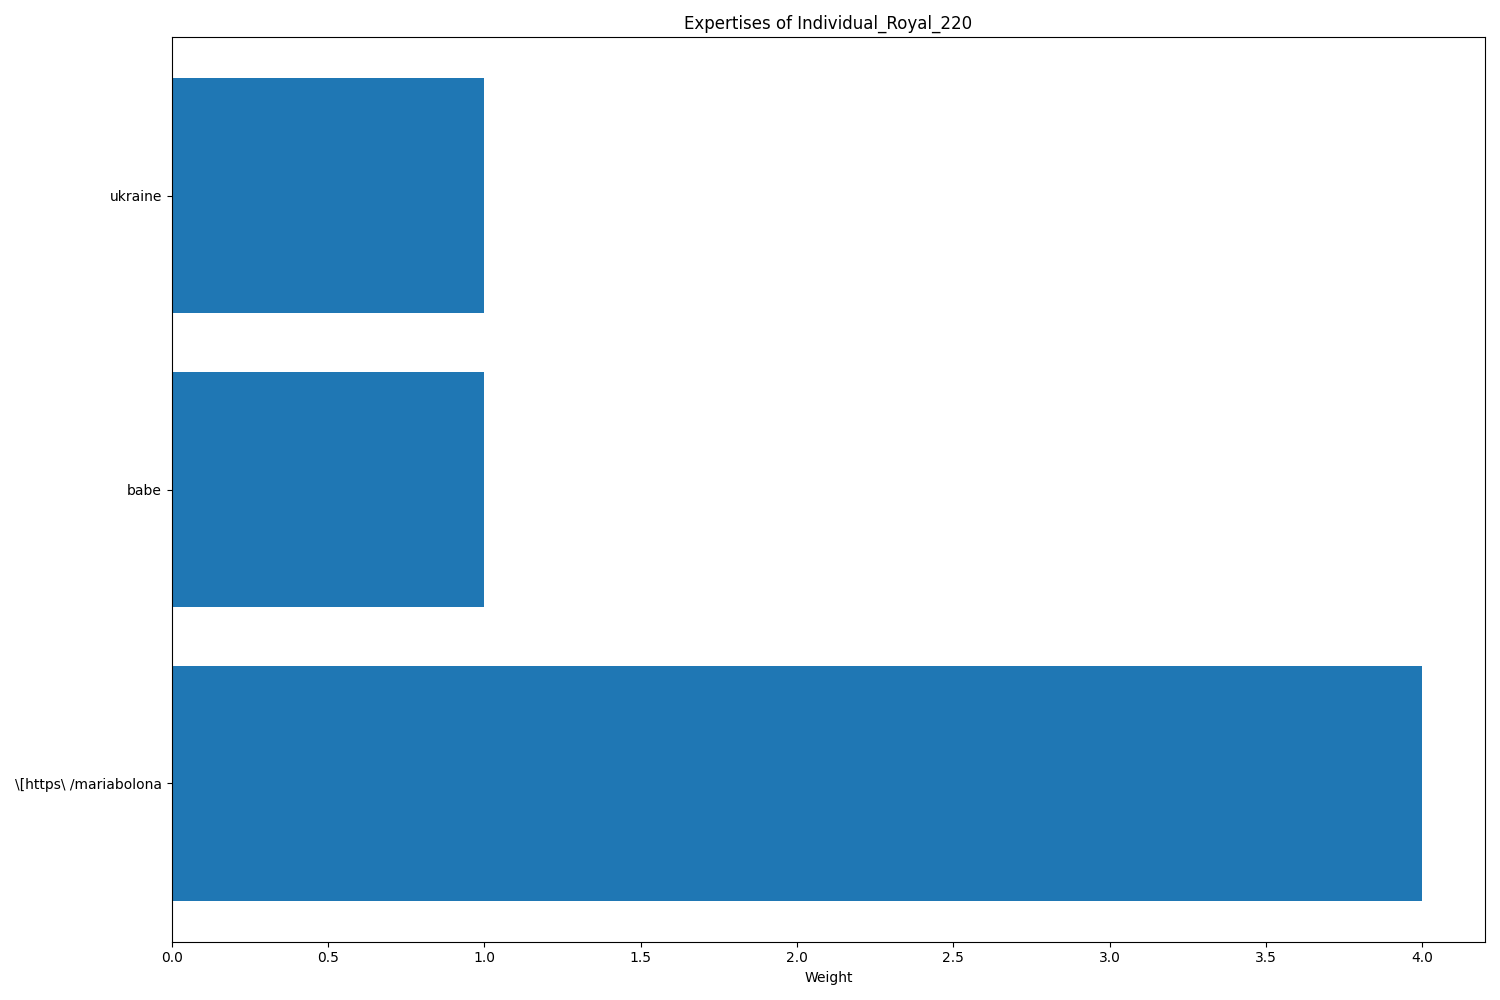 Expertises of Individual_Royal_220
ukraine
babe
\[https\ /mariabolona
0.0 0.5 1.0 1.5 2.0 2.5 3.0 3.5 4.0
Weight